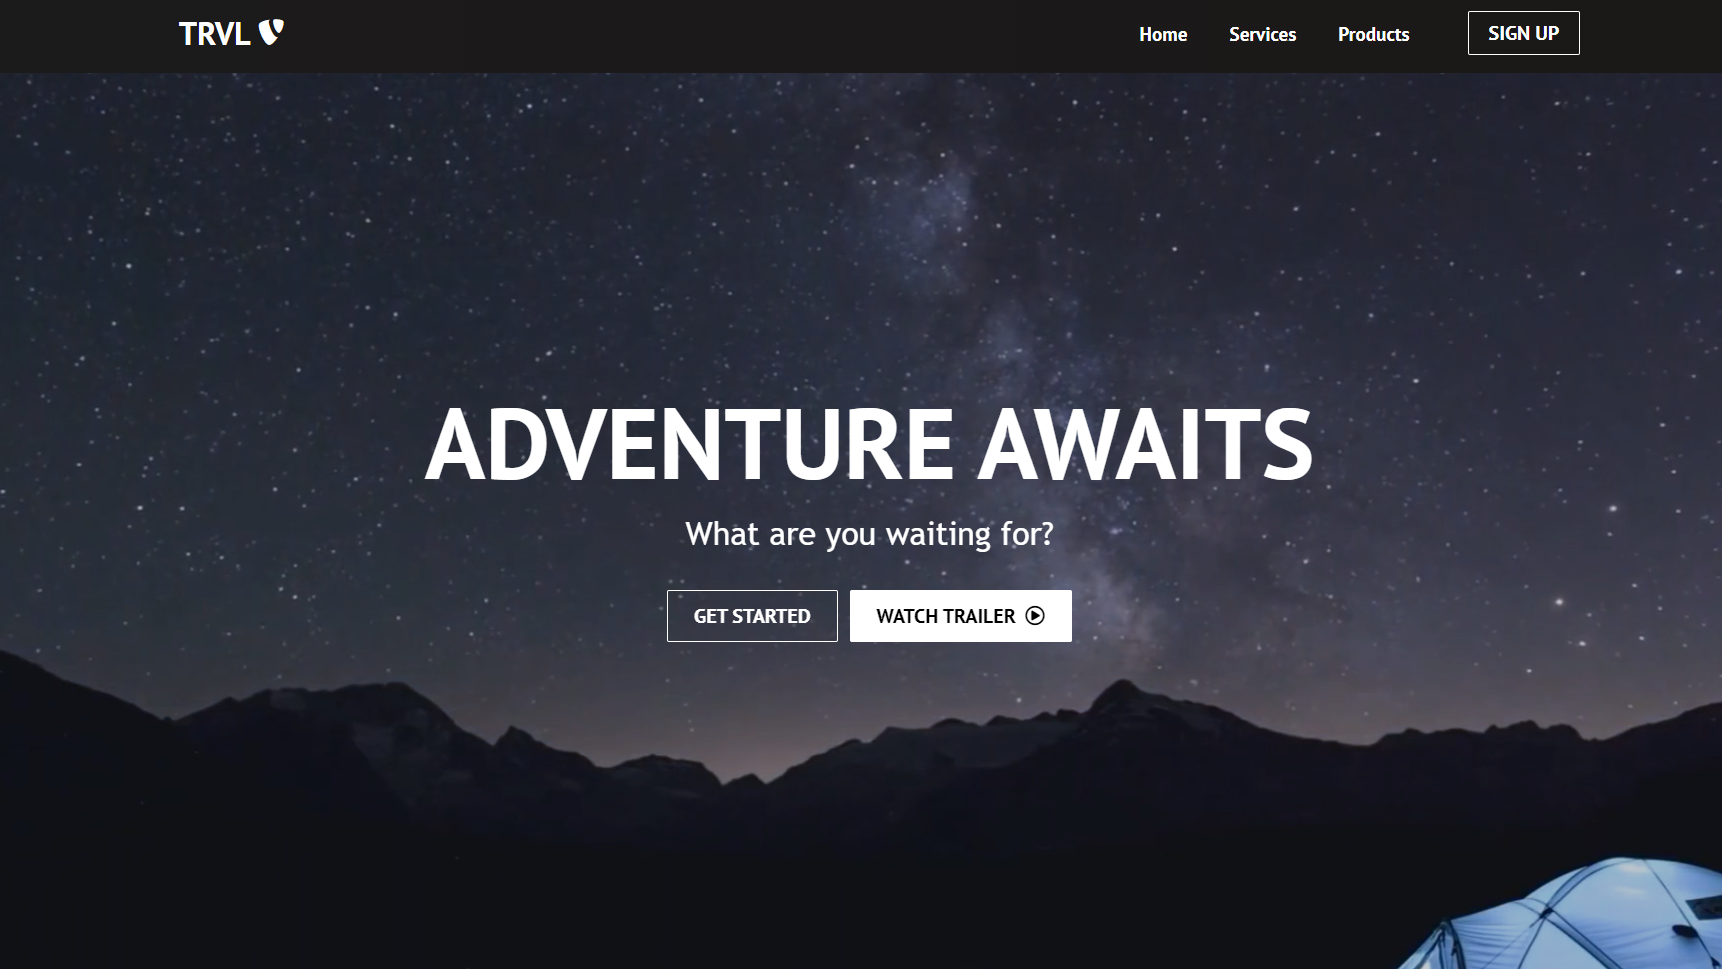 TRVL
Home Services Products SIGN UP
ADVENTURE AWAITS
What are you waiting for?
GET STARTED WATCH TRAILER